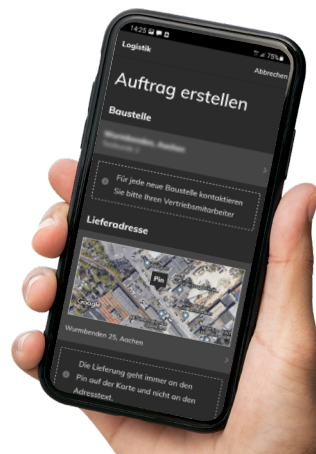 14:25
75%
Logistik
Abbrechen
Auftrag erstellen
Baustelle
Wurmbenden, Aachen
Für jede neue Baustelle kontaktieren
Sie bitte Ihren Vertriebsmitarbeiter
Lieferadresse
Pin
Google
Wurmbenden 25, Aachen
Die Lieferung geht immer an den
Pin auf der Karte und nicht an den
Adresstext.